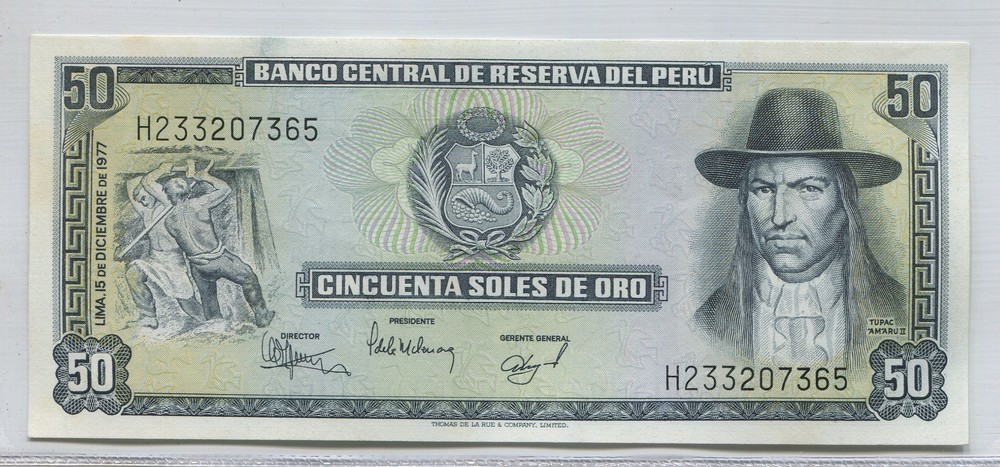 50
BANCO CENTRAL DE RESERVA DEL PERÚ
50
H233207365
LIMA, 15 DE DICIEMBRE DE 1977
CINCUENTA SOLES DE ORO
DIRECTOR
PRESIDENTE
GERENTE GENERAL
TUPAC
AMARU II
H233207365
50
50
THOMAS DE LA RUE & COMPANY, LIMITED.